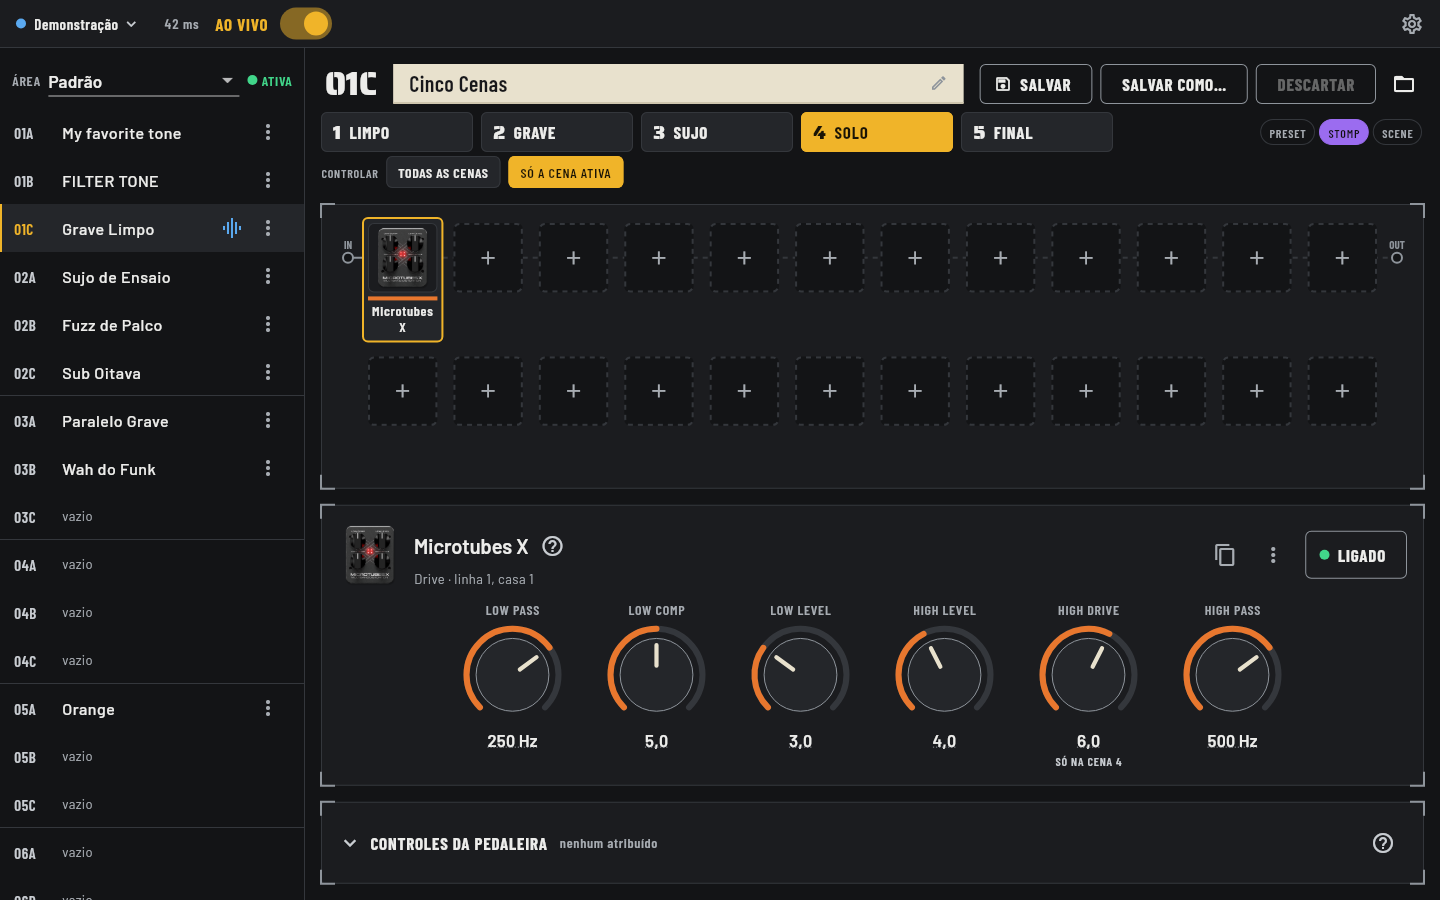 Demonstração
42 ms
AO VIVO
ÁREA Padrão ATIVA
01A My favorite tone
01B FILTER TONE
01C Grave Limpo
02A Sujo de Ensaio
02B Fuzz de Palco
02C Sub Oitava
03A Paralelo Grave
03B Wah do Funk
03C vazio
04A vazio
04B vazio
04C vazio
05A Orange
05B vazio
05C vazio
06A vazio
06B vazio
01C Cinco Cenas
SALVAR
SALVAR COMO...
DESCARTAR
1 LIMPO
2 GRAVE
3 SUJO
4 SOLO
5 FINAL
PRESET
STOMP
SCENE
CONTROLAR
TODAS AS CENAS
SÓ A CENA ATIVA
IN
OUT
Microtubes
X
Microtubes X
Drive · linha 1, casa 1
LIGADO
LOW PASS
LOW COMP
LOW LEVEL
HIGH LEVEL
HIGH DRIVE
HIGH PASS
250 Hz
5,0
3,0
4,0
6,0
500 Hz
SÓ NA CENA 4
CONTROLES DA PEDALEIRA nenhum atribuído